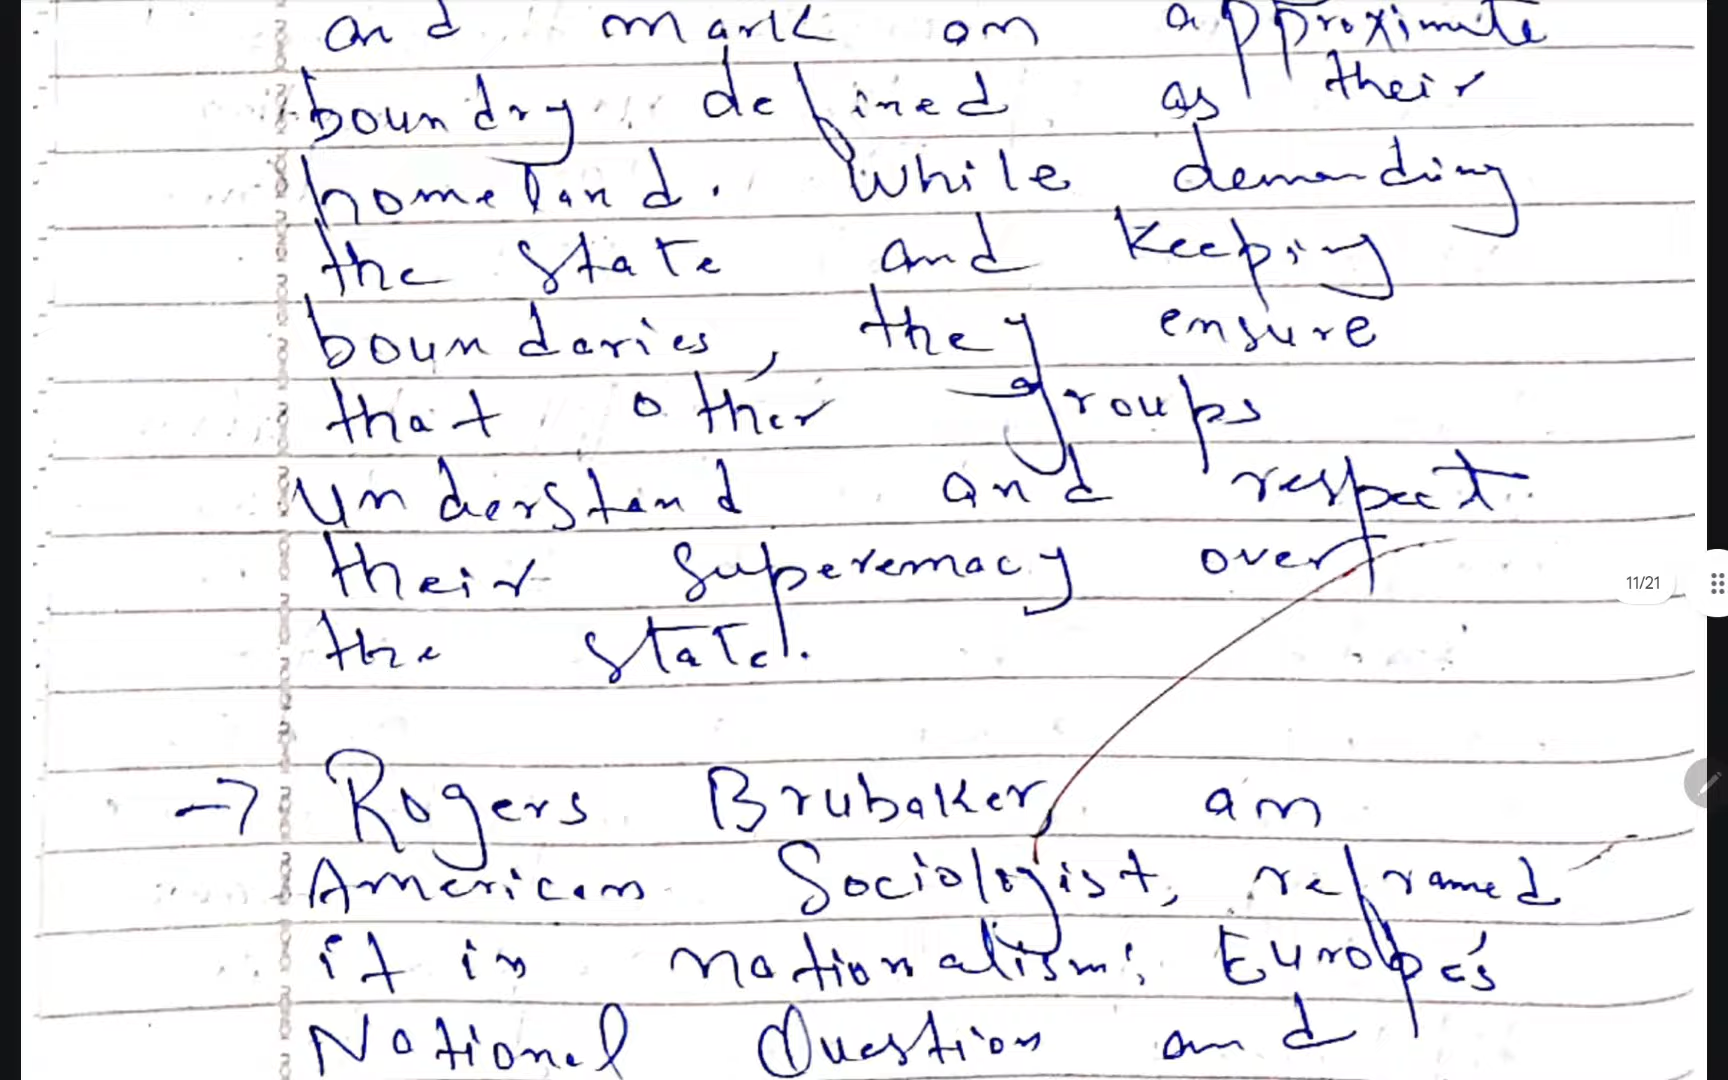 and mark an approximate
boundry defined as their
homeland. While demanding
the state and keeping
boundaries, they ensure
that other groups
understand and respect
their superemacy over
the state.
11/21
→ Rogers Brubaker, an
American Sociologist, reframed
it in nationalism: Europe's
National Question and